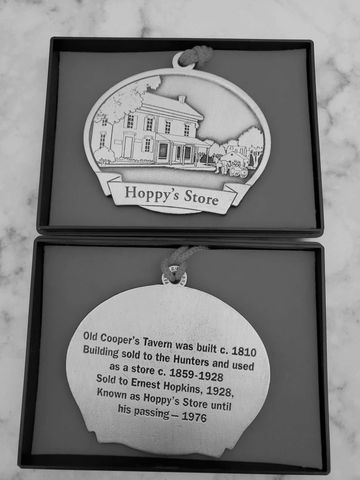 Hoppy's Store
Old Cooper's Tavern was built c. 1810
Building sold to the Hunters and used
as a store c. 1859-1928
Sold to Ernest Hopkins, 1928,
Known as Hoppy's Store until
his passing — 1976